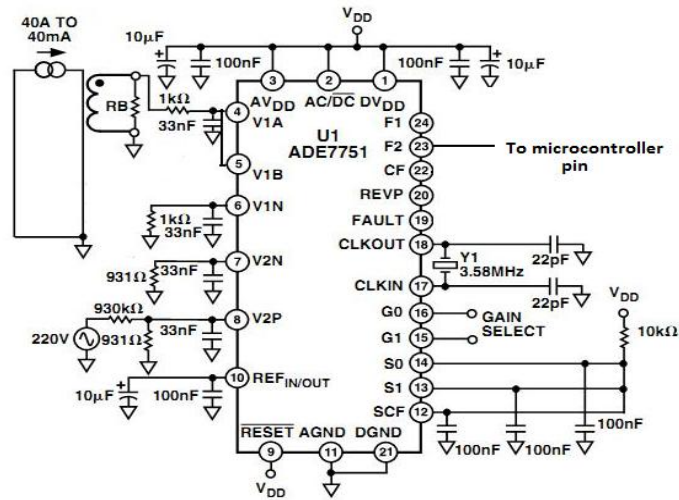 40A TO
40mA
VDD
10µF
100nF
100nF
10µF
3
2
1
AVDD
AC/DC
DVDD
RB
1kΩ
33nF
4
V1A
U1
ADE7751
F1
24
F2
23
To microcontroller
pin
5
V1B
CF
22
REVP
20
6
V1N
FAULT
19
1kΩ
33nF
CLKOUT
18
Y1
3.58MHz
22pF
7
V2N
931Ω
33nF
CLKIN
17
22pF
VDD
930kΩ
8
V2P
G0
16
GAIN
SELECT
220V
931Ω
33nF
G1
15
10kΩ
S0
14
10
REFIN/OUT
S1
13
10µF
100nF
SCF
12
100nF
100nF
100nF
RESET
AGND
DGND
9
11
21
VDD